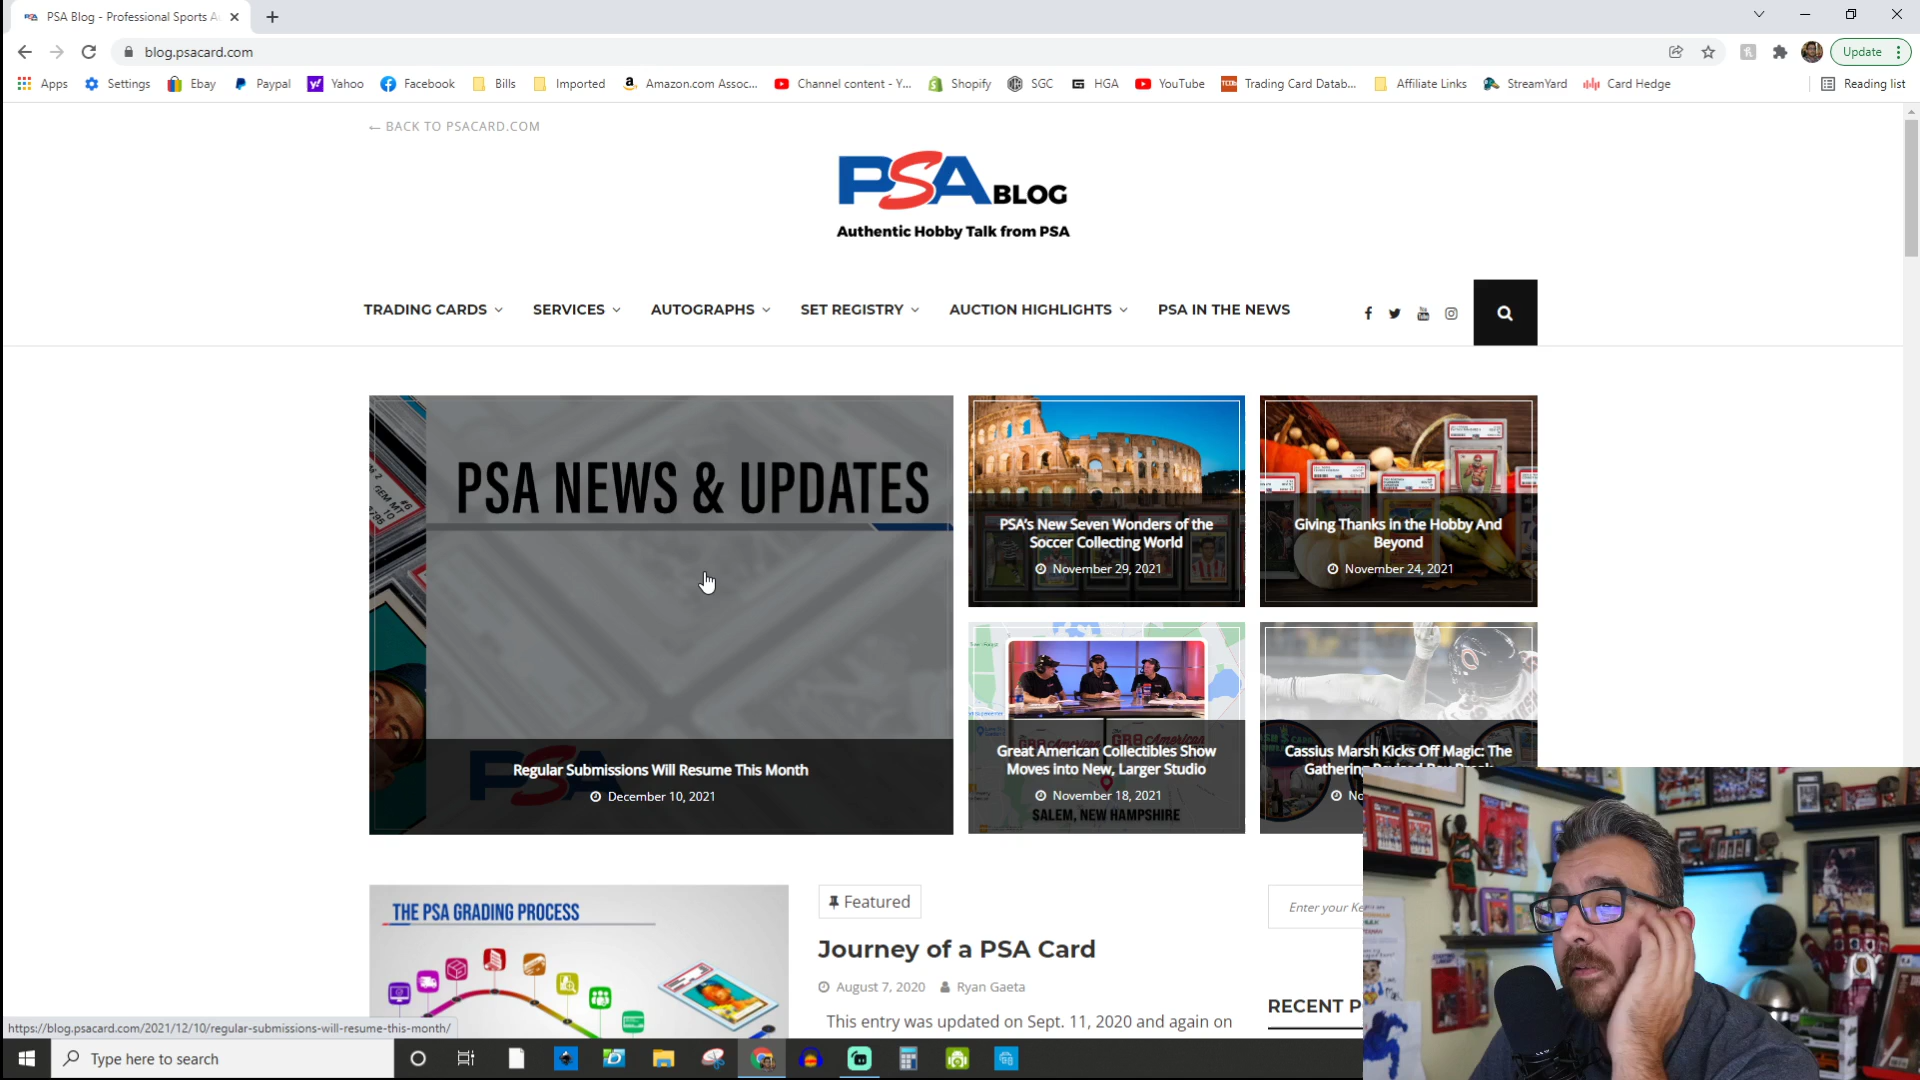 PSA Blog - Professional Sports A
blog.psacard.com
Update
Apps Settings Ebay Paypal Yahoo Facebook Bills Imported Amazon.com Assoc... Channel content - Y... Shopify SGC HGA YouTube Trading Card Datab... Affiliate Links StreamYard Card Hedge Reading list
← BACK TO PSACARD.COM
PSA BLOG
Authentic Hobby Talk from PSA
TRADING CARDS SERVICES AUTOGRAPHS SET REGISTRY AUCTION HIGHLIGHTS PSA IN THE NEWS
PSA NEWS & UPDATES
Regular Submissions Will Resume This Month
December 10, 2021
PSA's New Seven Wonders of the
Soccer Collecting World
November 29, 2021
Giving Thanks in the Hobby And
Beyond
November 24, 2021
Great American Collectibles Show
Moves into New, Larger Studio
November 18, 2021
SALEM, NEW HAMPSHIRE
Cassius Marsh Kicks Off Magic: The
Gathering
No
THE PSA GRADING PROCESS
Featured
Journey of a PSA Card
August 7, 2020 Ryan Gaeta
This entry was updated on Sept. 11, 2020 and again on
Enter your Ke
RECENT P
https://blog.psacard.com/2021/12/10/regular-submissions-will-resume-this-month/
Type here to search